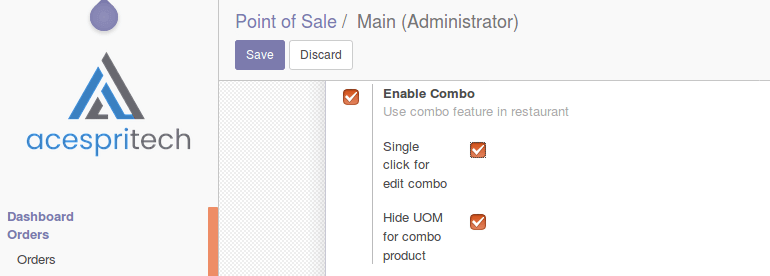 Point of Sale / Main (Administrator)
Save
Discard
acespritech
Dashboard
Orders
Orders
Enable Combo
Use combo feature in restaurant
Single
click for
edit combo
Hide UOM
for combo
product